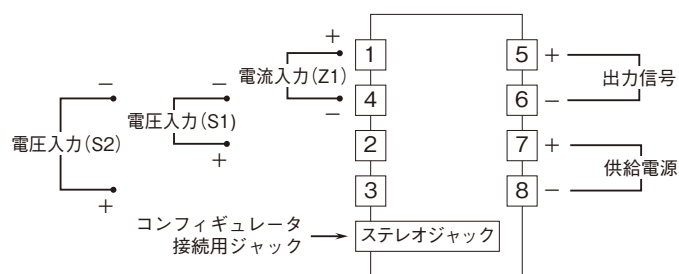 +
1
5
+
電流入力(Z1)
出力信号
−
−
4
6
−
−
電圧入力(S2)
電圧入力(S1)
2
7
+
+
供給電源
+
3
8
−
コンフィギュレータ
接続用ジャック
ステレオジャック